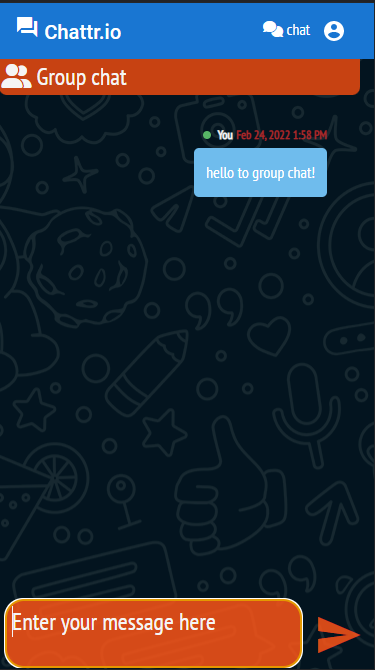 Chattr.io
chat
Group chat
You Feb 24, 2022 1:58 PM
hello to group chat!
Enter your message here